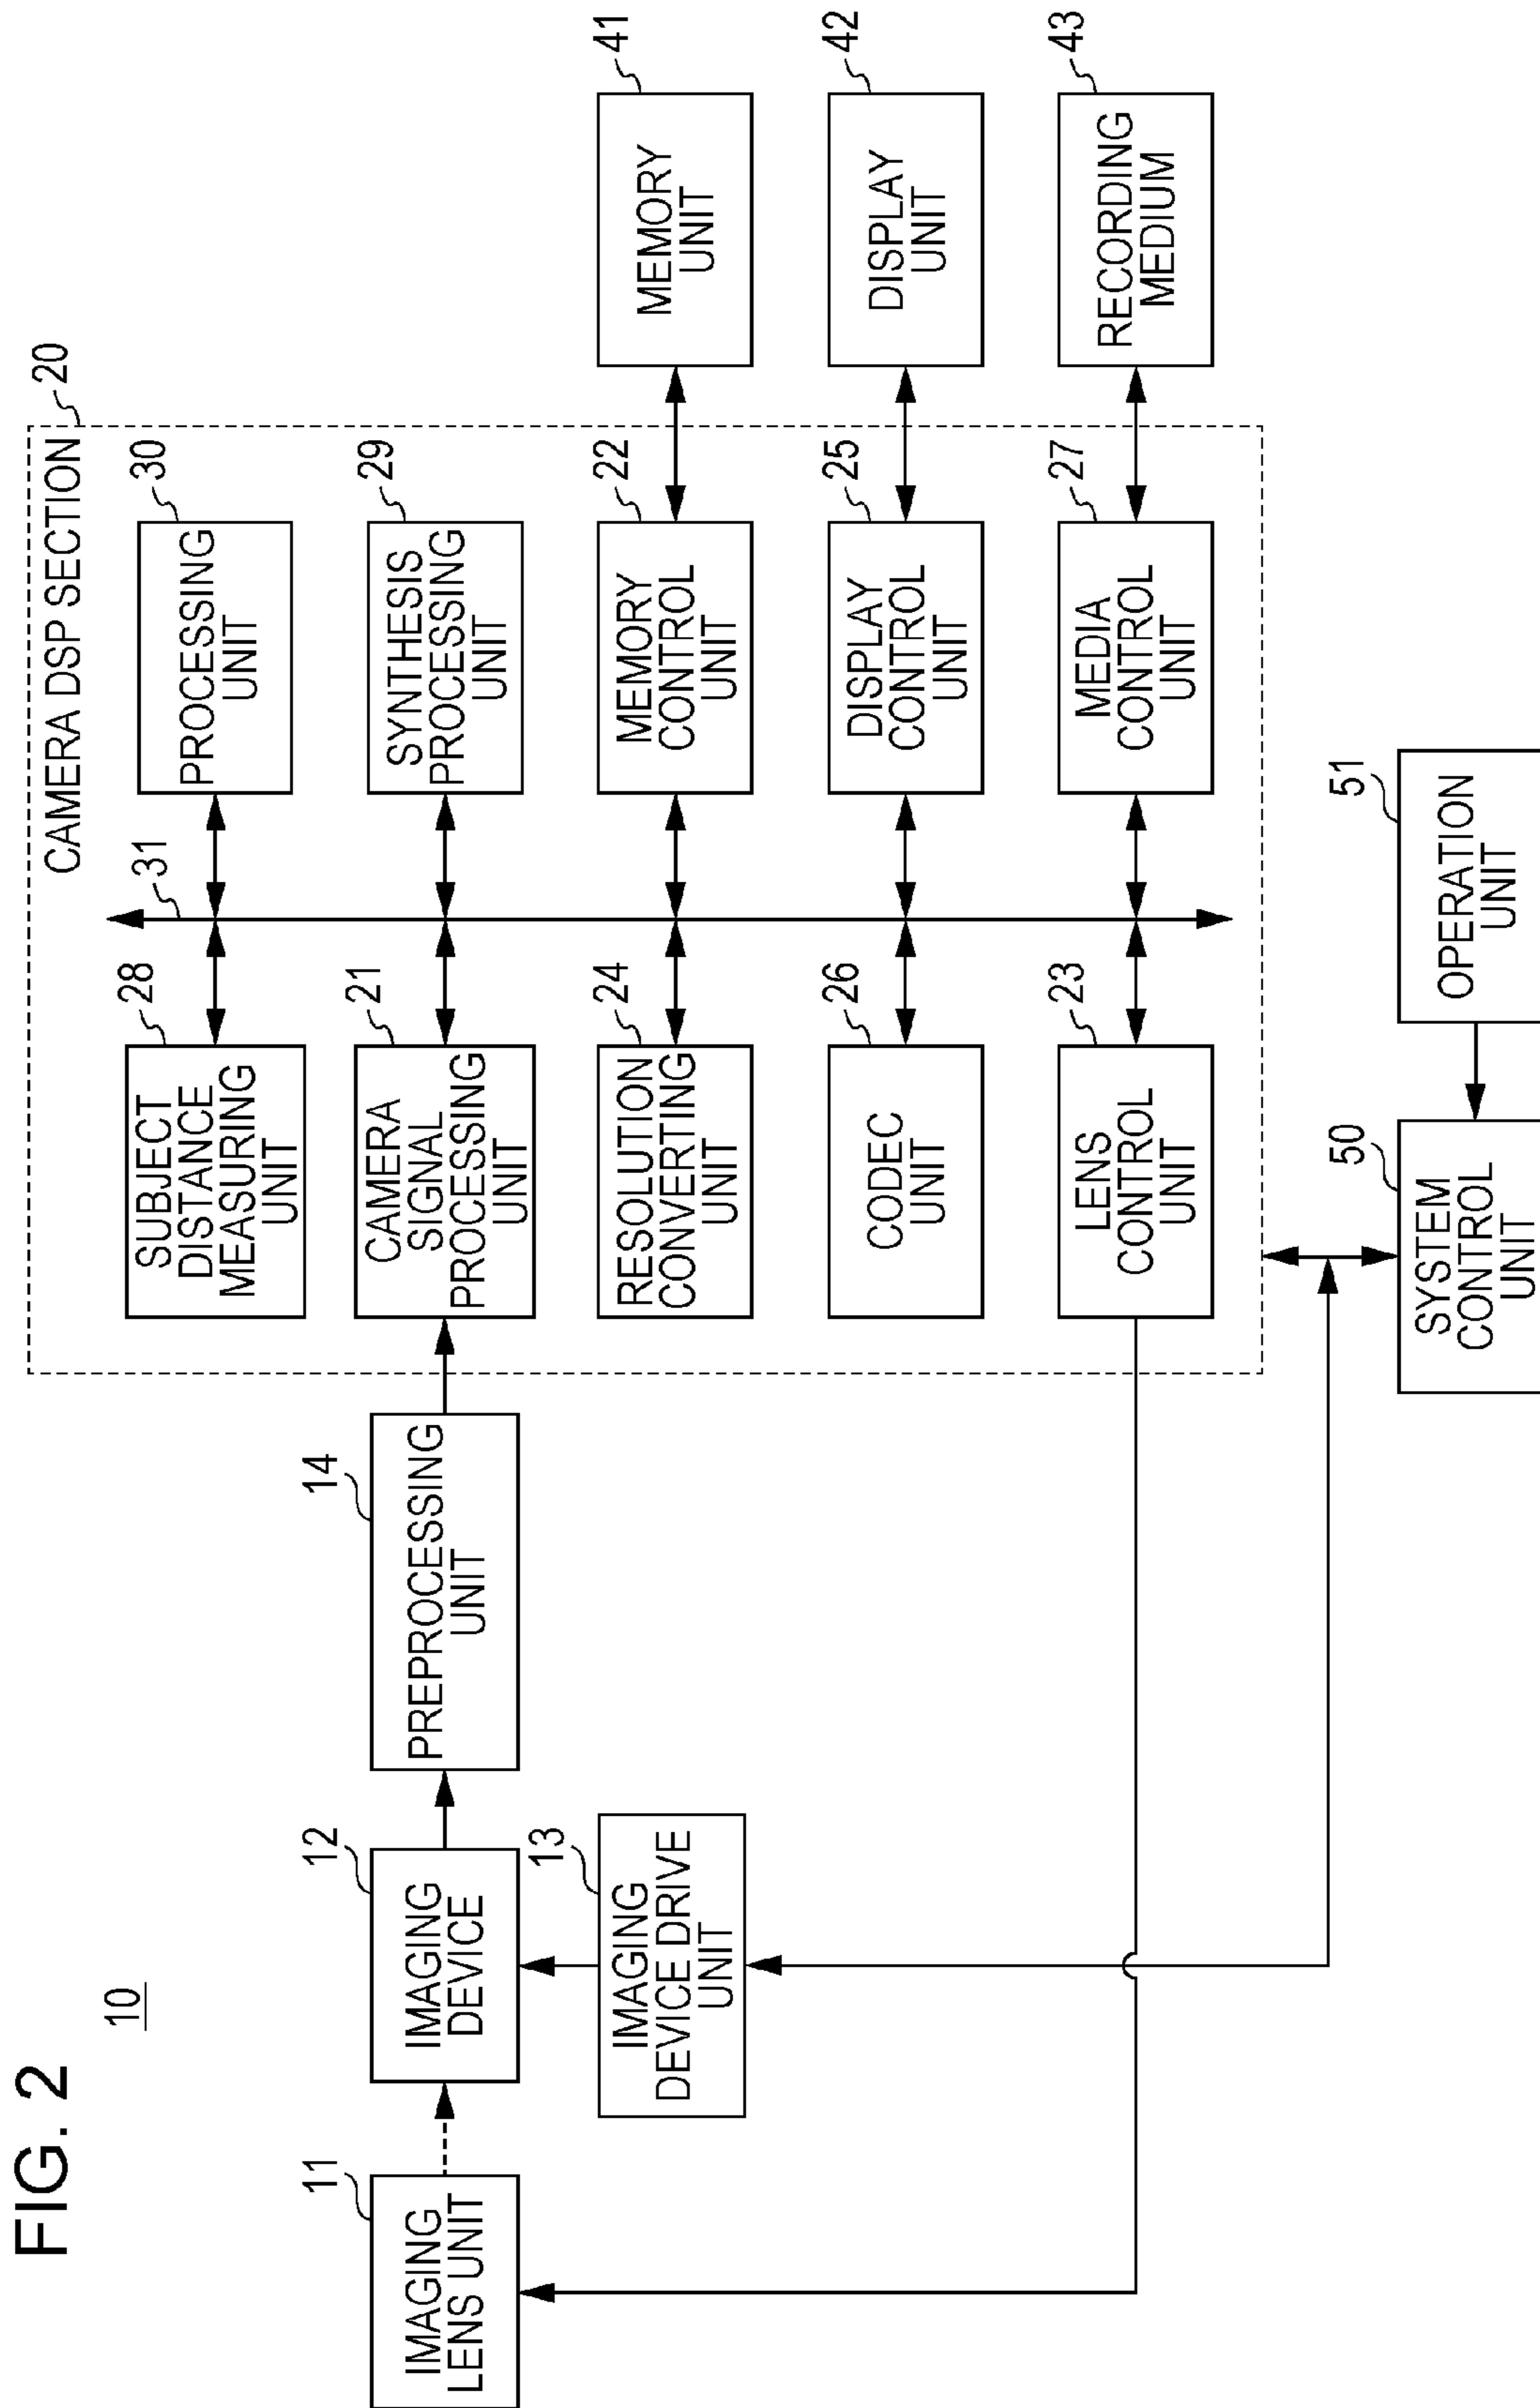 FIG. 2
10
CAMERA DSP SECTION
20
28
SUBJECT
DISTANCE
MEASURING
UNIT
31
30
PROCESSING
UNIT
11
IMAGING
LENS UNIT
12
IMAGING
DEVICE
14
PREPROCESSING
UNIT
21
CAMERA
SIGNAL
PROCESSING
UNIT
29
SYNTHESIS
PROCESSING
UNIT
13
IMAGING
DEVICE DRIVE
UNIT
24
RESOLUTION
CONVERTING
UNIT
22
MEMORY
CONTROL
UNIT
41
MEMORY
UNIT
26
CODEC
UNIT
25
DISPLAY
CONTROL
UNIT
42
DISPLAY
UNIT
23
LENS
CONTROL
UNIT
27
MEDIA
CONTROL
UNIT
43
RECORDING
MEDIUM
50
SYSTEM
CONTROL
UNIT
51
OPERATION
UNIT